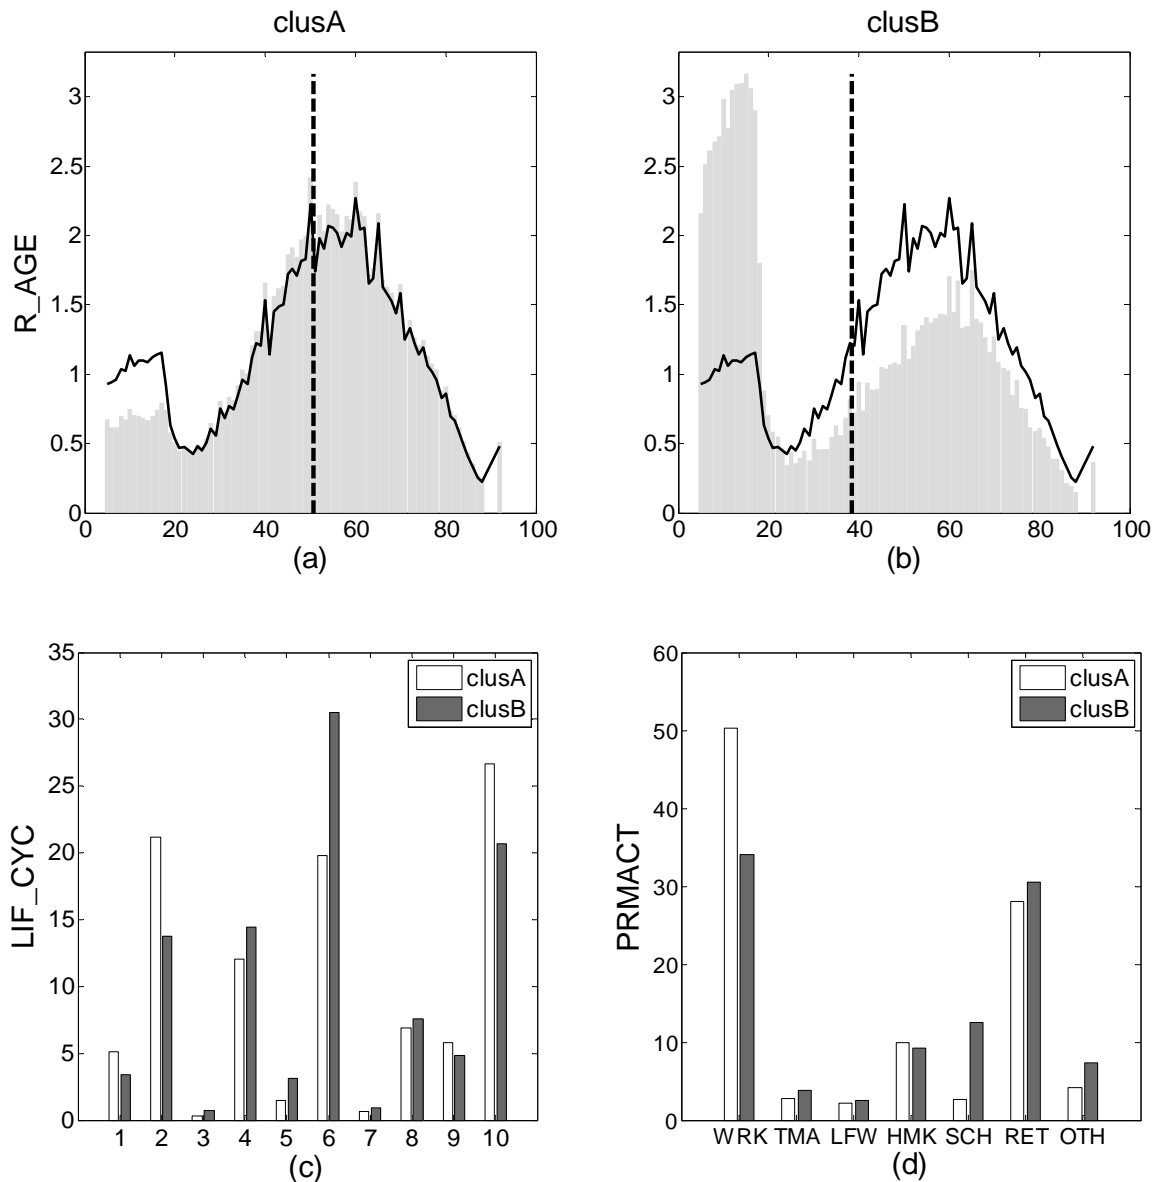 clusA
clusB
R_AGE
3
2.5
2
1.5
1
0.5
0
0 20 40 60 80 100
(a)
3
2.5
2
1.5
1
0.5
0
0 20 40 60 80 100
(b)
LIF_CYC
35
30
25
20
15
10
5
0
clusA
clusB
1 2 3 4 5 6 7 8 9 10
(c)
PRMACT
60
50
40
30
20
10
0
clusA
clusB
WRK TMA LFW HMK SCH RET OTH
(d)